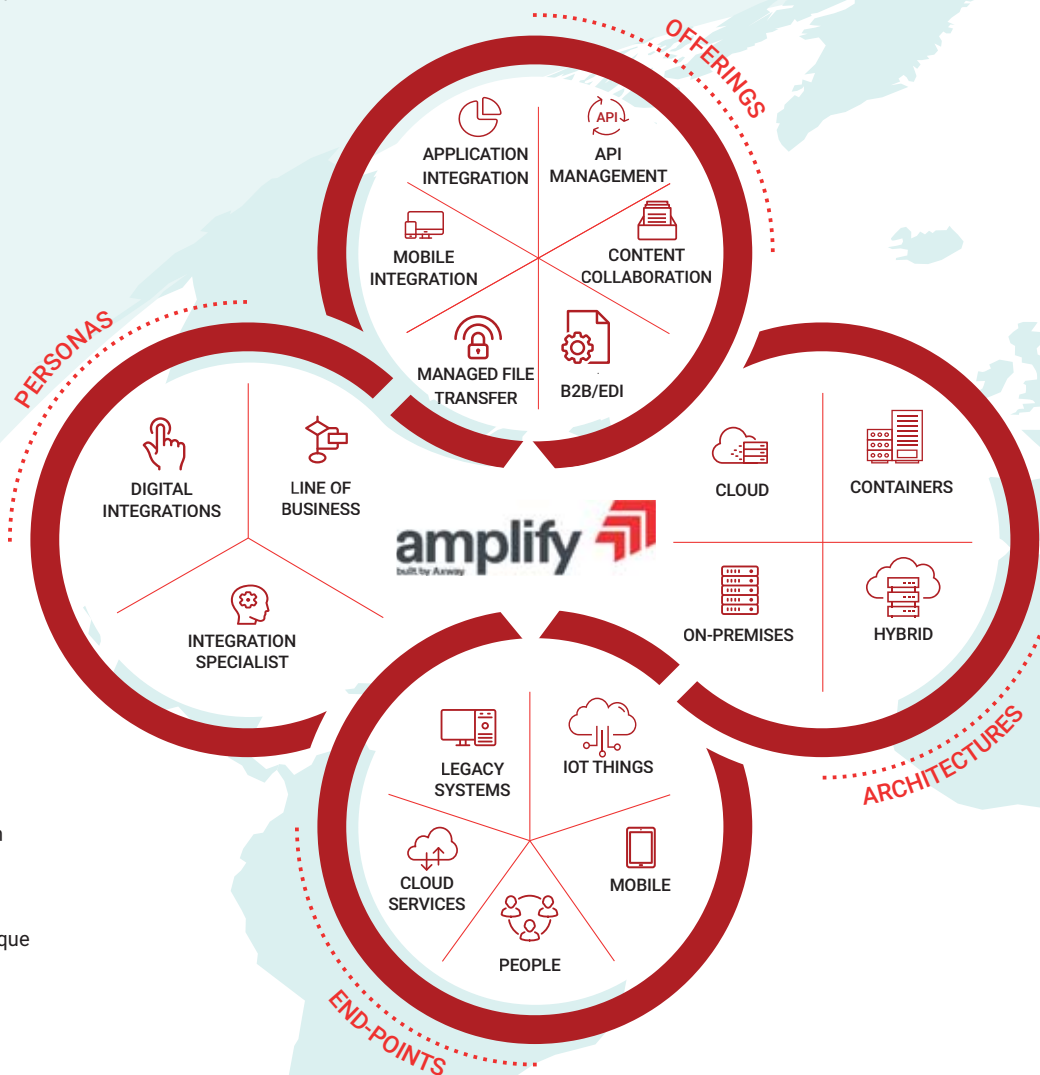 OFFERINGS
APPLICATION
INTEGRATION
API
API
MANAGEMENT
MOBILE
INTEGRATION
CONTENT
COLLABORATION
MANAGED FILE
TRANSFER
B2B/EDI
PERSONAS
DIGITAL
INTEGRATIONS
LINE OF
BUSINESS
INTEGRATION
SPECIALIST
amplify
built by Axway
CLOUD
CONTAINERS
ON-PREMISES
HYBRID
ARCHITECTURES
LEGACY
SYSTEMS
IOT THINGS
CLOUD
SERVICES
MOBILE
PEOPLE
END-POINTS
que